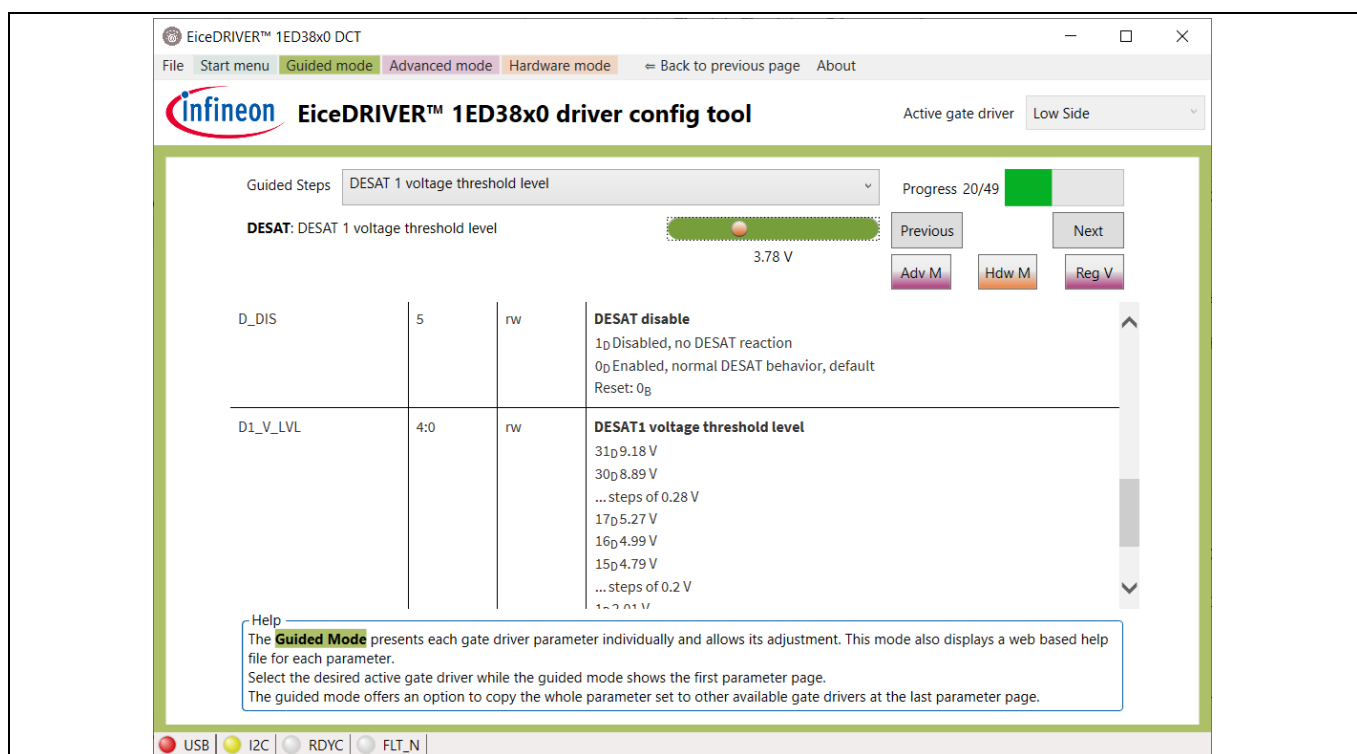 EiceDRIVER™ 1ED38x0 DCT
File Start menu Guided mode Advanced mode Hardware mode ⇐ Back to previous page About
infineon EiceDRIVER™ 1ED38x0 driver config tool Active gate driver Low Side
Guided Steps DESAT 1 voltage threshold level Progress 20/49
DESAT: DESAT 1 voltage threshold level Previous Next
3.78 V
Adv M Hdw M Reg V
D_DIS 5 rw DESAT disable
1D Disabled, no DESAT reaction
0D Enabled, normal DESAT behavior, default
Reset: 0B
D1_V_LVL 4:0 rw DESAT1 voltage threshold level
31D 9.18 V
30D 8.89 V
... steps of 0.28 V
17D 5.27 V
16D 4.99 V
15D 4.79 V
... steps of 0.2 V
Help
The Guided Mode presents each gate driver parameter individually and allows its adjustment. This mode also displays a web based help
file for each parameter.
Select the desired active gate driver while the guided mode shows the first parameter page.
The guided mode offers an option to copy the whole parameter set to other available gate drivers at the last parameter page.
USB I2C RDYC FLT_N